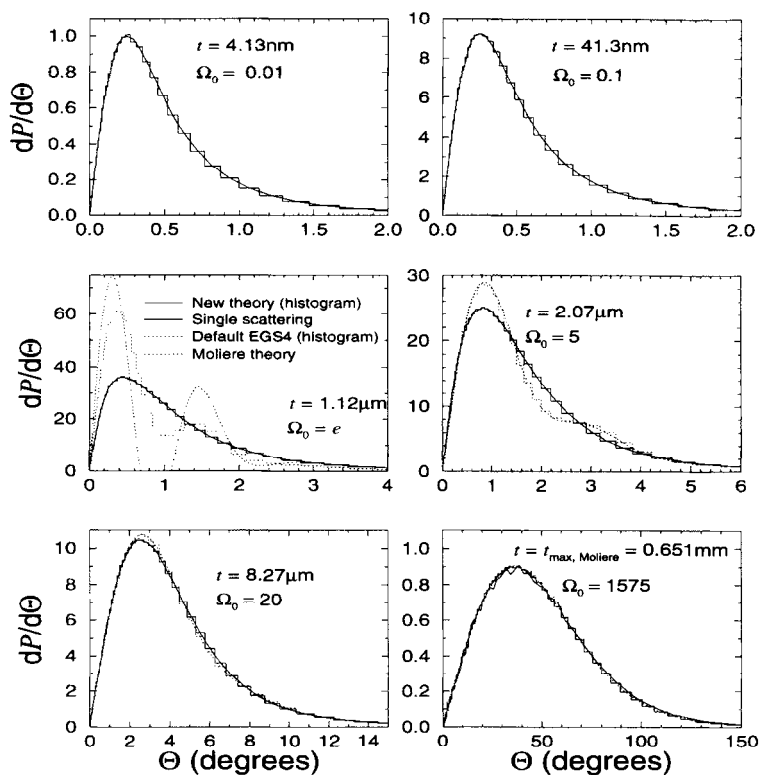 1.0
0.8
0.6
0.4
0.2
0.0
dP/dΘ
t = 4.13nm
Ω₀ = 0.01
0.0 0.5 1.0 1.5 2.0
10
8
6
4
2
0
t = 41.3nm
Ω₀ = 0.1
0.0 0.5 1.0 1.5 2.0
60
40
20
0
dP/dΘ
New theory (histogram)
Single scattering
Default EGS4 (histogram)
Moliere theory
t = 1.12μm
Ω₀ = e
0 1 2 3 4
30
20
10
0
t = 2.07μm
Ω₀ = 5
0 1 2 3 4 5 6
10
8
6
4
2
0
dP/dΘ
t = 8.27μm
Ω₀ = 20
0 2 4 6 8 10 12 14
Θ (degrees)
1.0
0.8
0.6
0.4
0.2
0.0
t = tmax, Moliere = 0.651mm
Ω₀ = 1575
0 50 100 150
Θ (degrees)